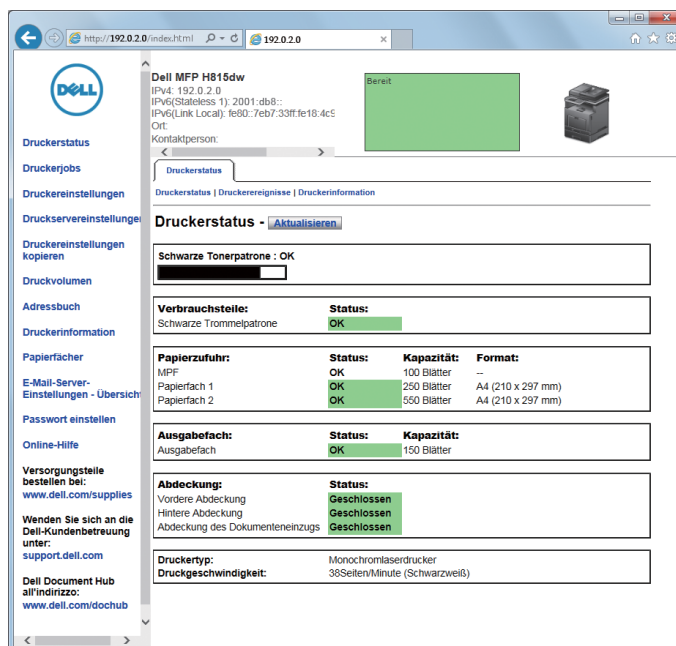 http://192.0.2.0/index.html
192.0.2.0
DELL
Druckerstatus
Druckerjobs
Druckereinstellungen
Druckservereinstellunge
Druckereinstellungen
kopieren
Druckvolumen
Adressbuch
Druckerinformation
Papierfächer
E-Mail-Server-
Einstellungen - Übersich
Passwort einstellen
Online-Hilfe
Versorgungsteile
bestellen bei:
www.dell.com/supplies
Wenden Sie sich an die
Dell-Kundenbetreuung
unter:
support.dell.com
Dell Document Hub
all'indirizzo:
www.dell.com/dochub
Dell MFP H815dw
IPv4: 192.0.2.0
IPv6(Stateless 1): 2001:db8::
IPv6(Link Local): fe80::7eb7:33ff:fe18:4c9
Ort:
Kontaktperson:
Bereit
Druckerstatus
Druckerstatus | Druckerereignisse | Druckerinformation
Druckerstatus - Aktualisieren
Schwarze Tonerpatrone : OK
Verbrauchsteile: Status:
Schwarze Trommelpatrone OK
Papierzufuhr: Status: Kapazität: Format:
MPF OK 100 Blätter --
Papierfach 1 OK 250 Blätter A4 (210 x 297 mm)
Papierfach 2 OK 550 Blätter A4 (210 x 297 mm)
Ausgabefach: Status: Kapazität:
Ausgabefach OK 150 Blätter
Abdeckung: Status:
Vordere Abdeckung Geschlossen
Hintere Abdeckung Geschlossen
Abdeckung des Dokumenteneinzugs Geschlossen
Druckertyp: Monochromlaserdrucker
Druckgeschwindigkeit: 38Seiten/Minute (Schwarzweiß)